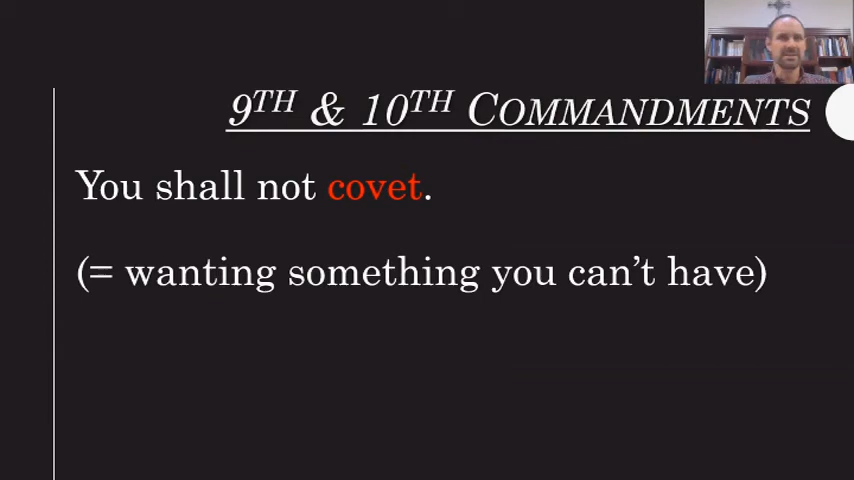 9TH & 10TH COMMANDMENTS
You shall not covet.
(= wanting something you can’t have)